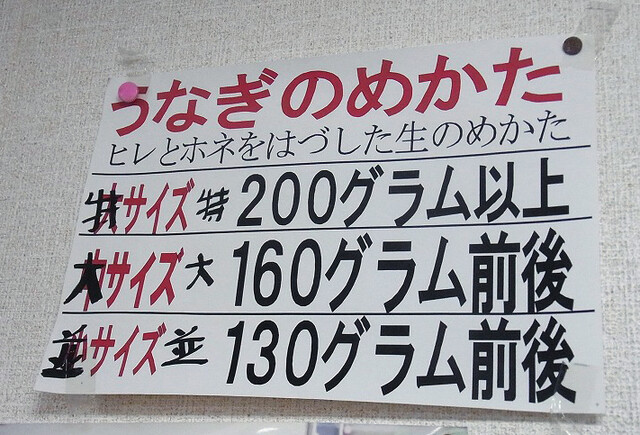 うなぎのめかた
ヒレとホネをはづした生のめかた
特サイズ 特 200グラム以上
大サイズ 大 160グラム前後
並サイズ 並 130グラム前後